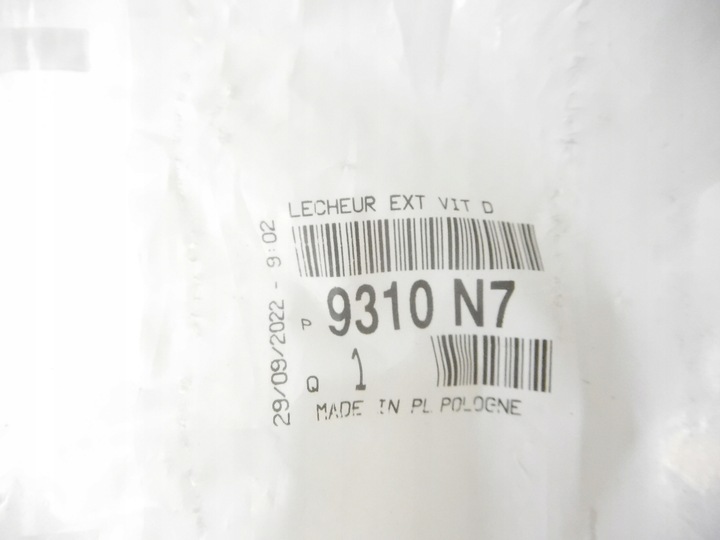 LECHEUR EXT VIT D
29/09/2022 - 9:02
P 9310 N7
Q 1
MADE IN PL POLOGNE